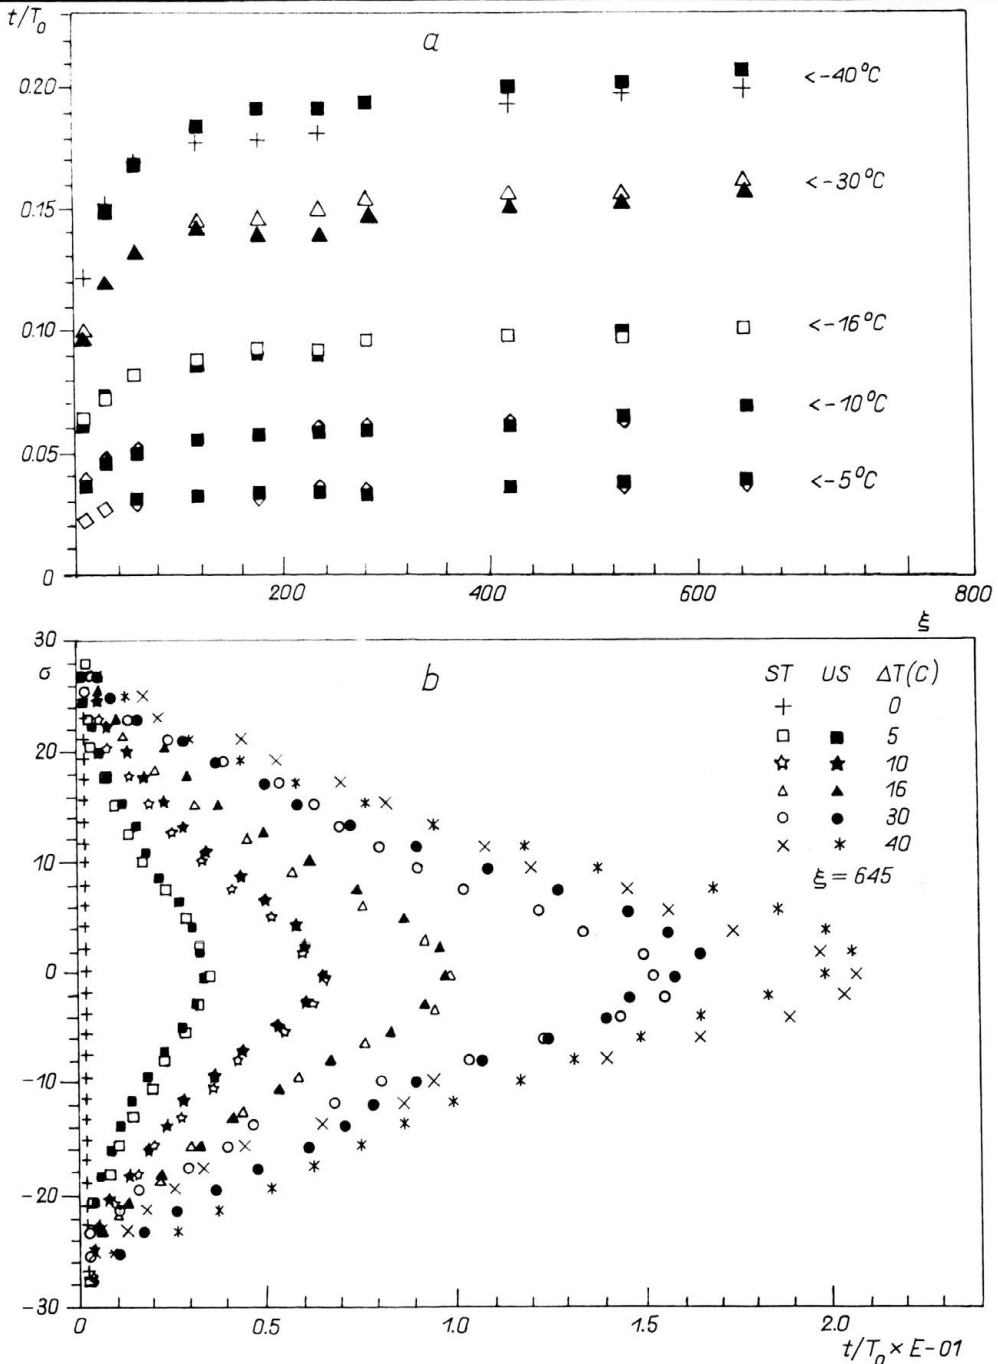 t/T₀
a
0.20
<-40°C
0.15
<-30°C
0.10
<-16°C
<-10°C
0.05
<-5°C
0
200 400 600 800
ξ
30
σ
b
ST US ΔT(C)
0
20
5
10
16
30
10
40
ξ = 645
0
-10
-20
-30
0 0.5 1.0 1.5 2.0
t/T₀ × E-01